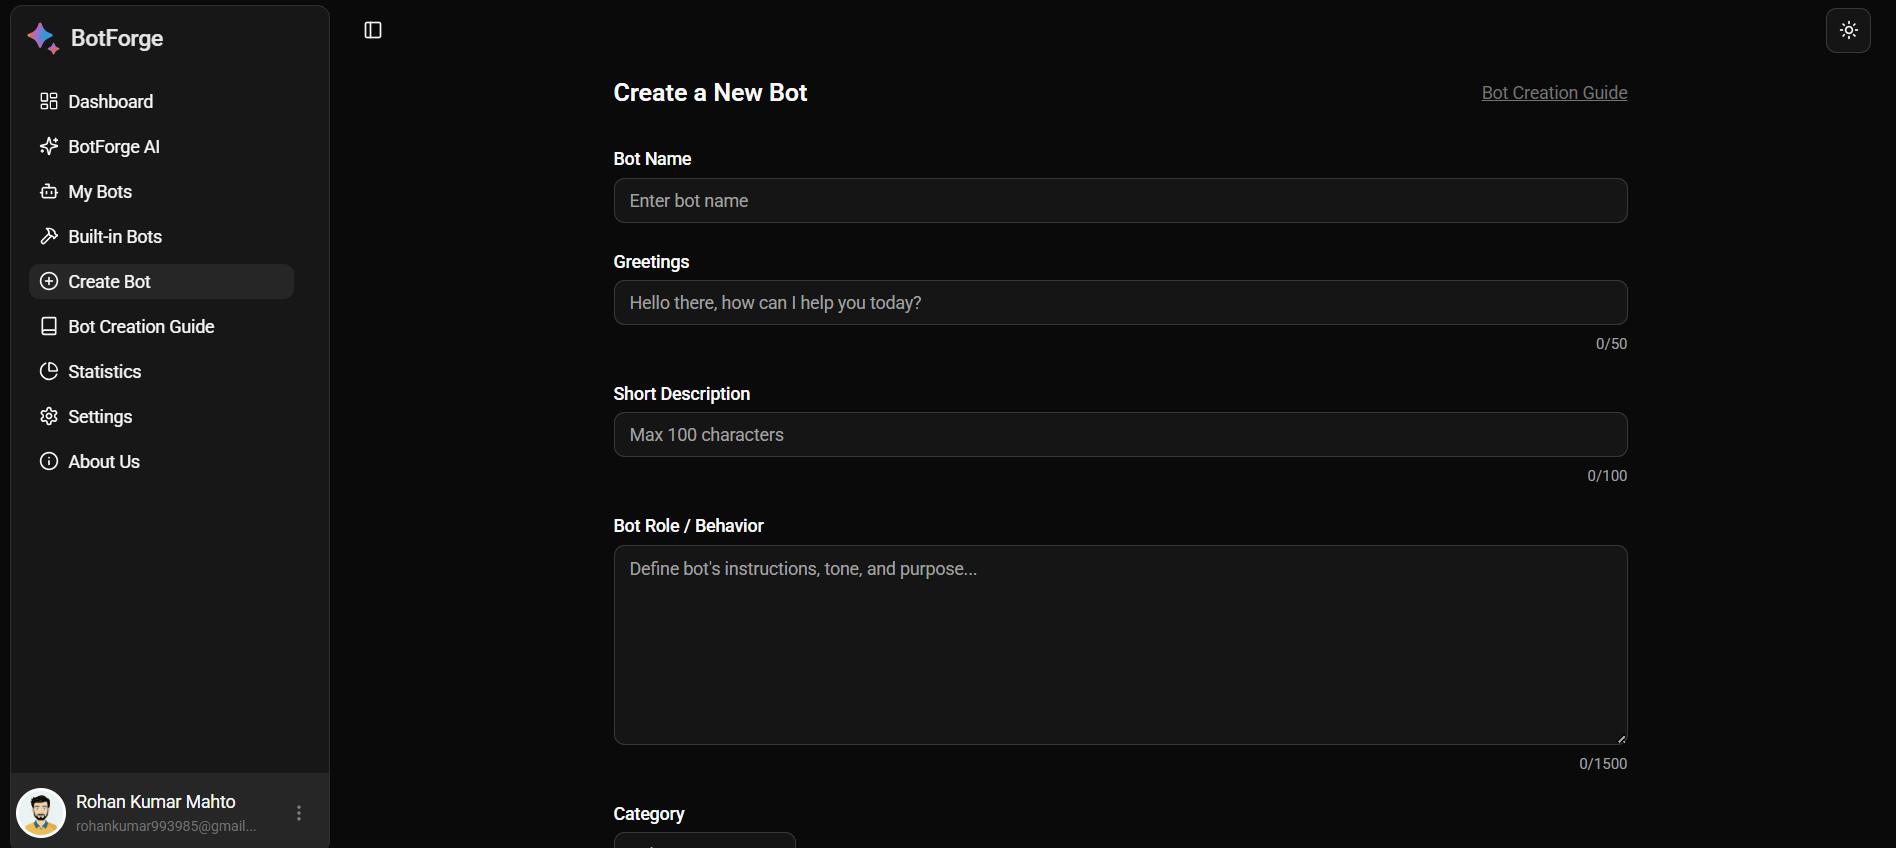 BotForge
Dashboard
BotForge AI
My Bots
Built-in Bots
Create Bot
Bot Creation Guide
Statistics
Settings
About Us
Rohan Kumar Mahto
rohankumar993985@gmail...
Create a New Bot
Bot Creation Guide
Bot Name
Enter bot name
Greetings
Hello there, how can I help you today?
0/50
Short Description
Max 100 characters
0/100
Bot Role / Behavior
Define bot's instructions, tone, and purpose...
0/1500
Category